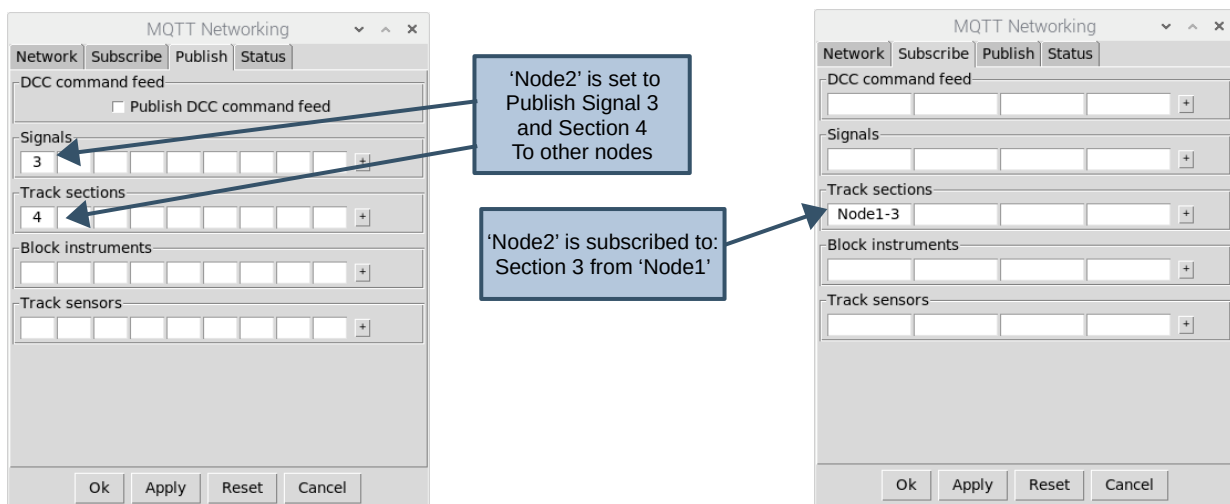 MQTT Networking
Network Subscribe Publish Status
DCC command feed
Publish DCC command feed
Signals
3
+
Track sections
4
+
Block instruments
+
Track sensors
+
Ok Apply Reset Cancel
‘Node2’ is set to
Publish Signal 3
and Section 4
To other nodes
‘Node2’ is subscribed to:
Section 3 from ‘Node1’
MQTT Networking
Network Subscribe Publish Status
DCC command feed
+
Signals
+
Track sections
Node1-3
+
Block instruments
+
Track sensors
+
Ok Apply Reset Cancel